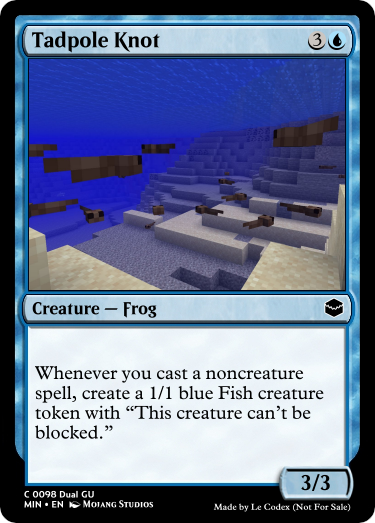 Tadpole Knot 3
Creature — Frog
Whenever you cast a noncreature
spell, create a 1/1 blue Fish creature
token with “This creature can’t be
blocked.”
3/3
C 0098 Dual GU
MIN • EN Mojang Studios
Made by Le Codex (Not For Sale)